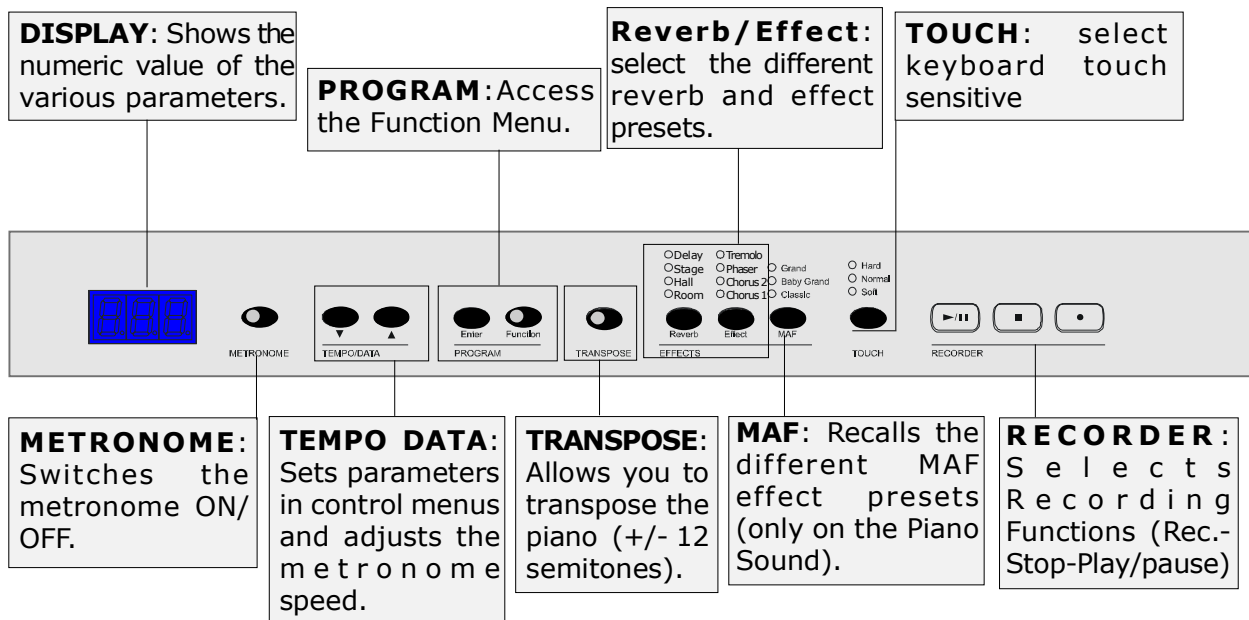 DISPLAY: Shows the
numeric value of the
various parameters.
PROGRAM: Access
the Function Menu.
Reverb/Effect:
select the different
reverb and effect
presets.
TOUCH: select
keyboard touch
sensitive
Delay
Stage
Hall
Room
Tremolo
Phaser
Chorus 2
Chorus 1
Grand
Baby Grand
Classic
Hard
Normal
Soft
METRONOME
▼ ▲
TEMPO/DATA
Enter Function
PROGRAM
TRANSPOSE
Reverb Effect MAF
EFFECTS
TOUCH
RECORDER
METRONOME:
Switches the
metronome ON/
OFF.
TEMPO DATA:
Sets parameters
in control menus
and adjusts the
metronome
speed.
TRANSPOSE:
Allows you to
transpose the
piano (+/- 12
semitones).
MAF: Recalls the
different MAF
effect presets
(only on the Piano
Sound).
RECORDER:
Selects
Recording
Functions (Rec.-
Stop-Play/pause)